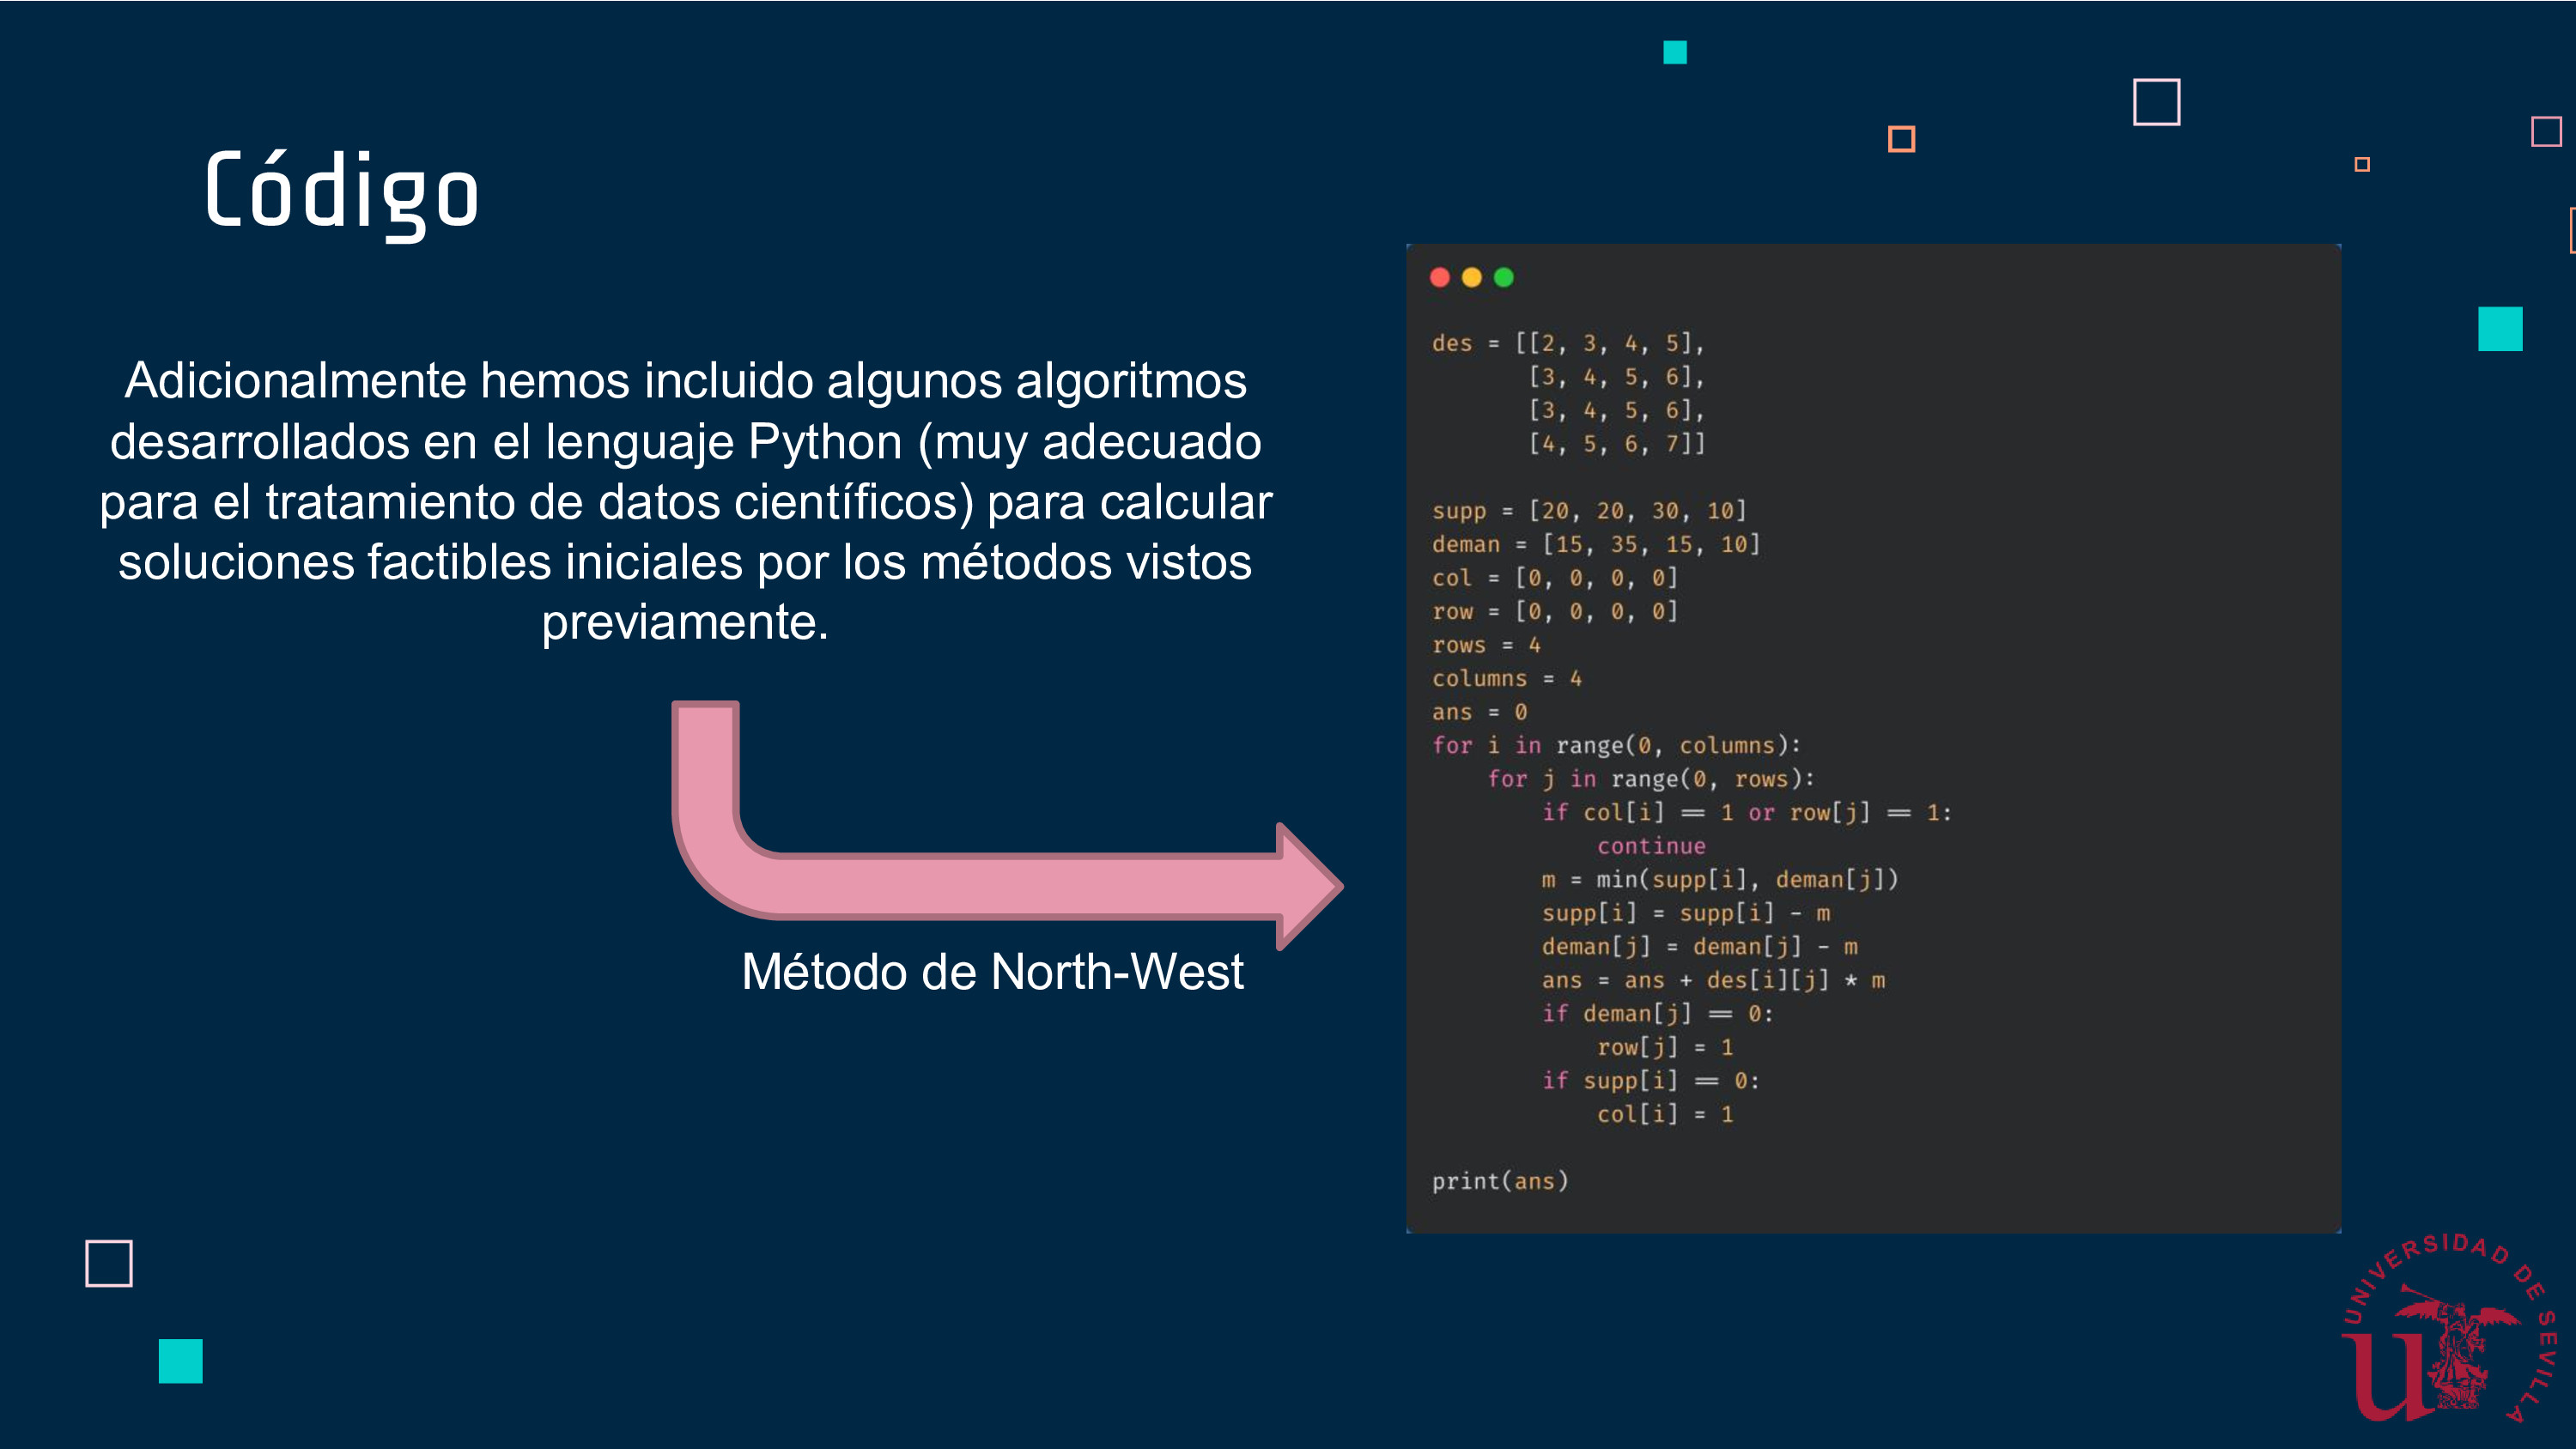 Código
Adicionalmente hemos incluido algunos algoritmos
desarrollados en el lenguaje Python (muy adecuado
para el tratamiento de datos científicos) para calcular
soluciones factibles iniciales por los métodos vistos
previamente.
Método de North-West
des = [[2, 3, 4, 5],
       [3, 4, 5, 6],
       [3, 4, 5, 6],
       [4, 5, 6, 7]]
supp = [20, 20, 30, 10]
deman = [15, 35, 15, 10]
col = [0, 0, 0, 0]
row = [0, 0, 0, 0]
rows = 4
columns = 4
ans = 0
for i in range(0, columns):
    for j in range(0, rows):
        if col[i] == 1 or row[j] == 1:
            continue
        m = min(supp[i], deman[j])
        supp[i] = supp[i] - m
        deman[j] = deman[j] - m
        ans = ans + des[i][j] * m
        if deman[j] == 0:
            row[j] = 1
        if supp[i] == 0:
            col[i] = 1
print(ans)
UNIVERSIDAD DE SEVILLA
u